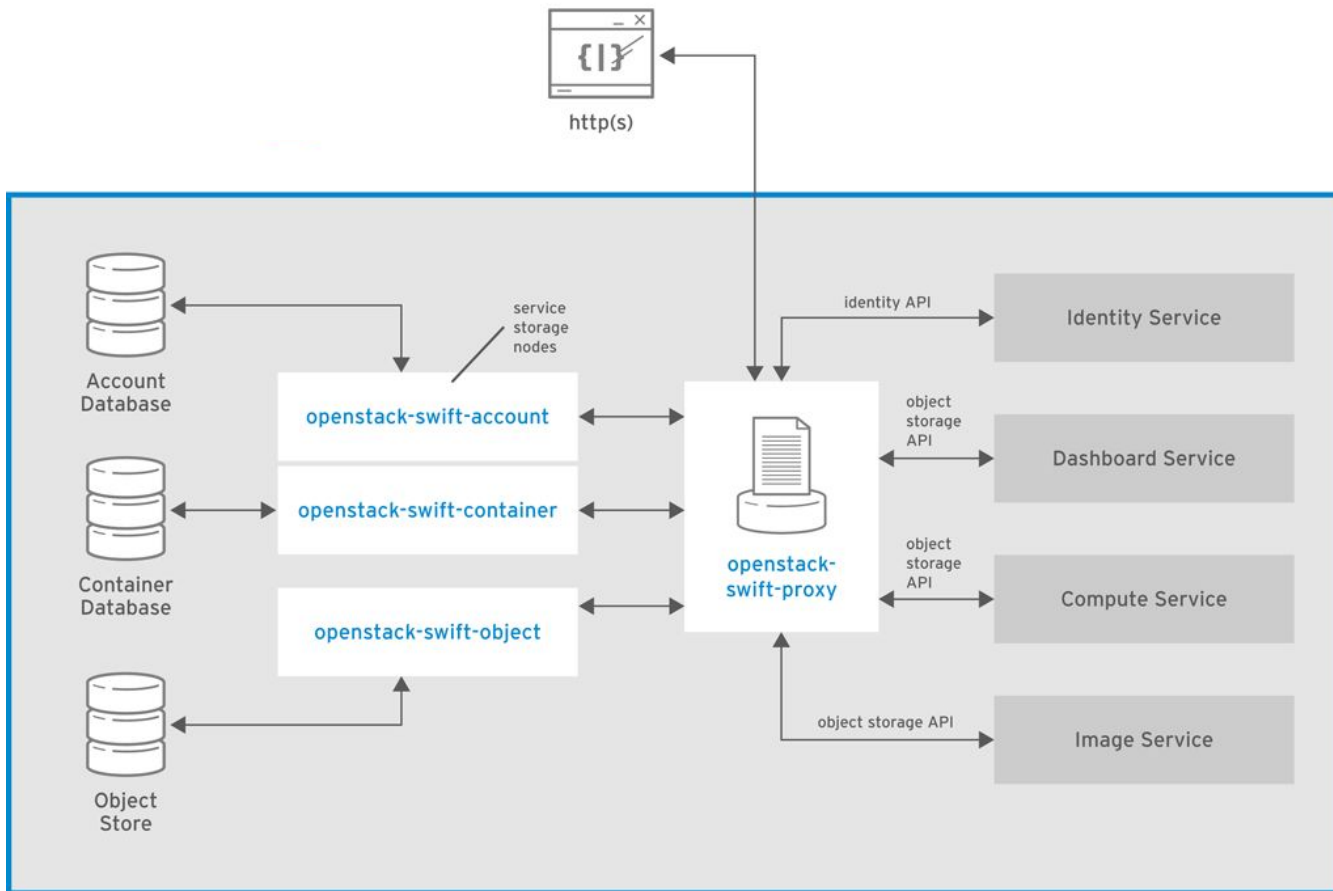 {|}
http(s)
service
storage
nodes
identity API
Identity Service
Account
Database
openstack-swift-account
object
storage
API
Dashboard Service
openstack-swift-container
Container
Database
openstack-
swift-proxy
object
storage
API
Compute Service
openstack-swift-object
object storage API
Image Service
Object
Store